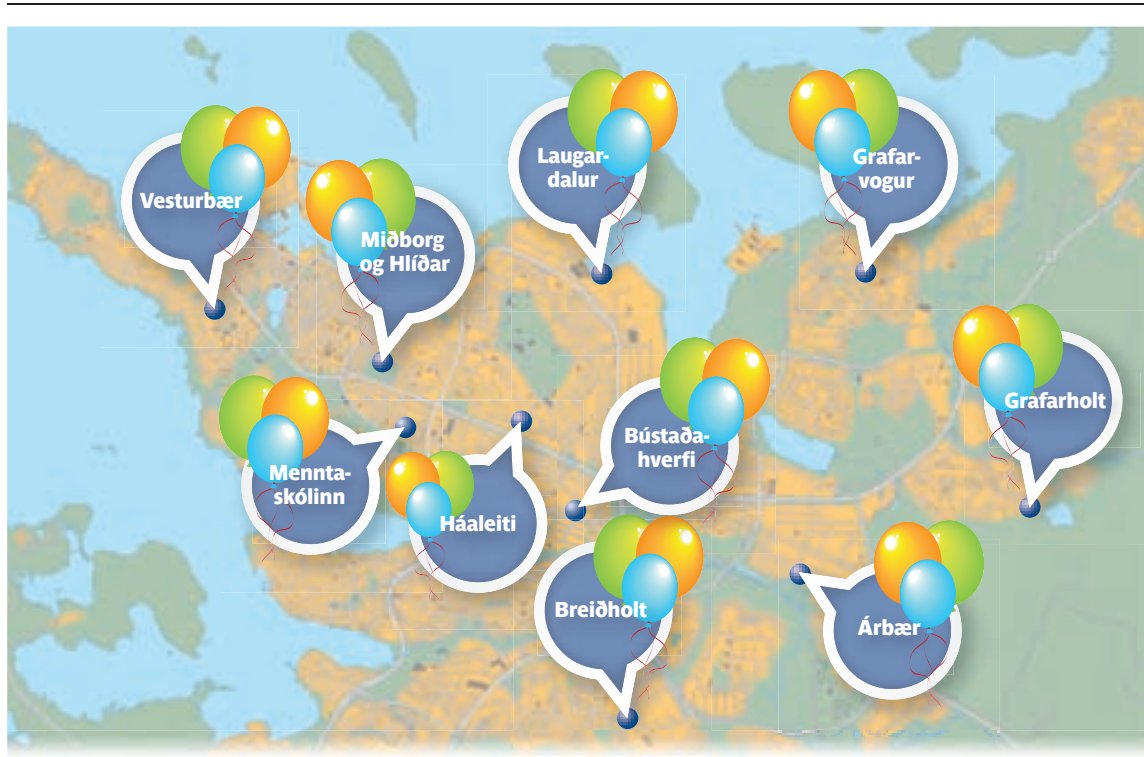 Vesturbær
Miðborg
og Hlíðar
Laugar-
dalur
Grafar-
vogur
Mennta-
skólinn
Háaleiti
Bústaða-
hverfi
Grafarholt
Breiðholt
Árbær